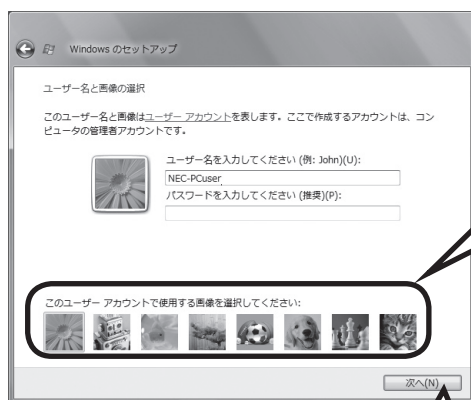 Windows のセットアップ
ユーザー名と画像の選択
このユーザー名と画像はユーザー アカウントを表します。ここで作成するアカウントは、コン
ピュータの管理者アカウントです。
ユーザー名を入力してください (例: John)(U):
NEC-PCuser
パスワードを入力してください (推奨)(P):
このユーザー アカウントで使用する画像を選択してください:
次へ(N)